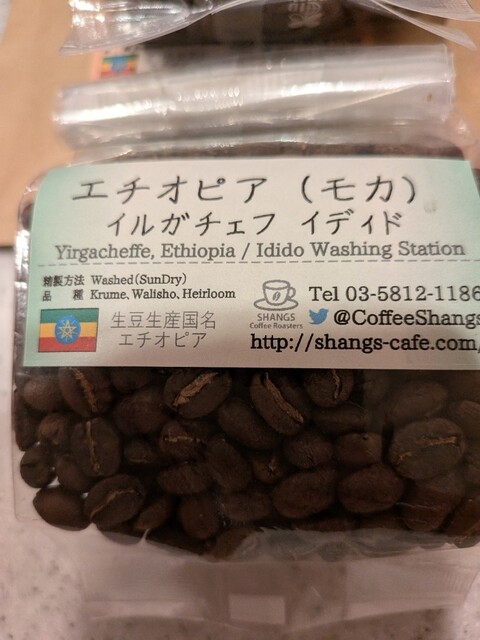 エチオピア（モカ）
イルガチェフ イディド
Yirgacheffe, Ethiopia / Idido Washing Station
精製方法 Washed(SunDry)
品　種 Krume, Walisho, Heirloom
生豆生産国名
エチオピア
SHANGS
Coffee Roasters
Tel 03-5812-1186
@CoffeeShangs
http://shangs-cafe.com/